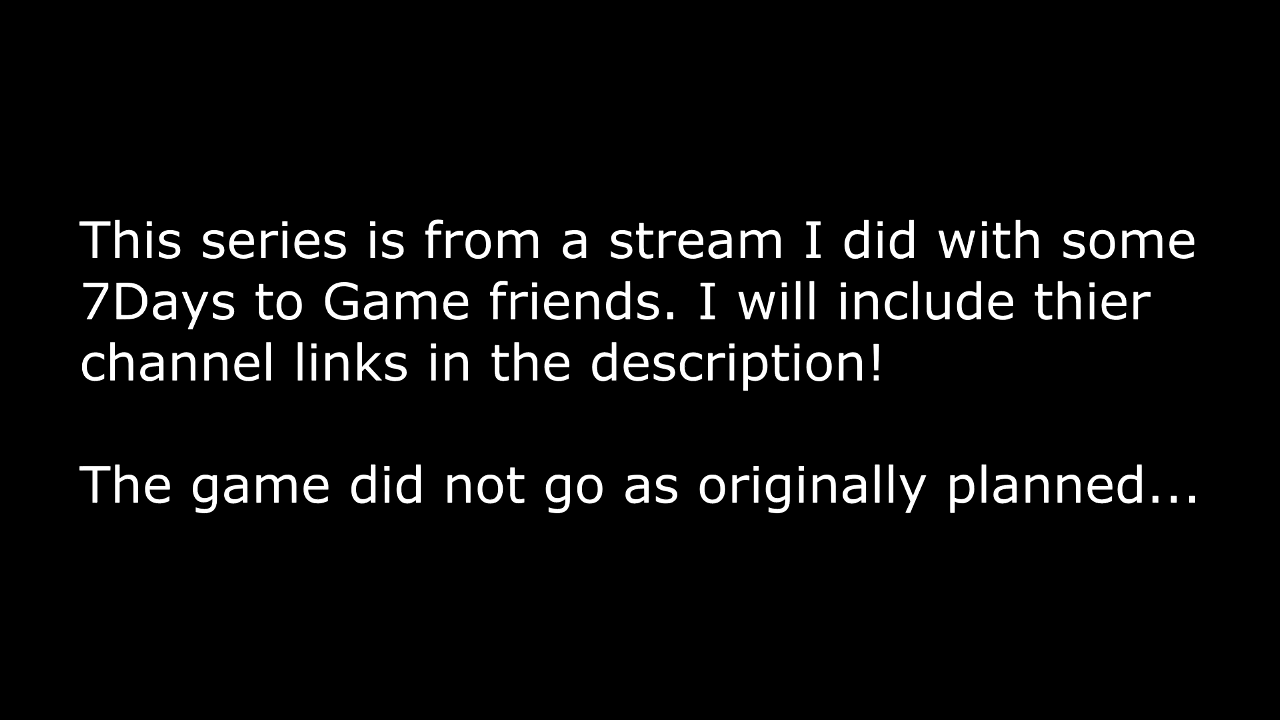 This series is from a stream I did with some
7Days to Game friends. I will include thier
channel links in the description!
The game did not go as originally planned...